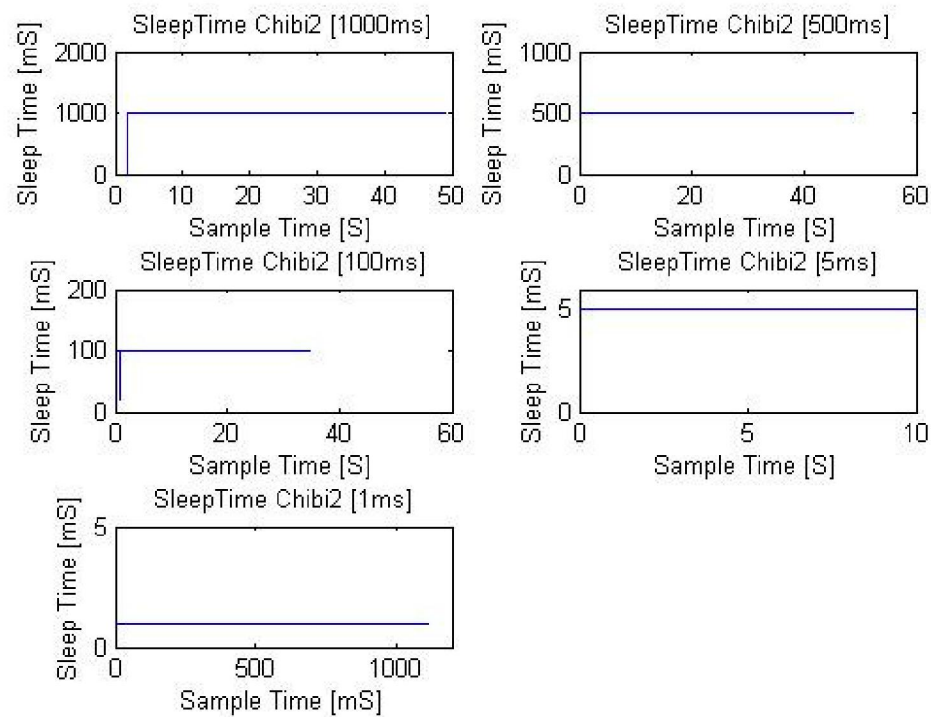 SleepTime Chibi2 [1000ms]
Sleep Time [mS]
2000
1000
0
0 10 20 30 40 50
Sample Time [S]
SleepTime Chibi2 [500ms]
Sleep Time [mS]
1000
500
0
0 20 40 60
Sample Time [S]
SleepTime Chibi2 [100ms]
Sleep Time [mS]
200
100
0
0 20 40 60
Sample Time [S]
SleepTime Chibi2 [5ms]
Sleep Time [mS]
5
0
0 5 10
Sample Time [S]
SleepTime Chibi2 [1ms]
Sleep Time [mS]
5
0
0 500 1000
Sample Time [mS]